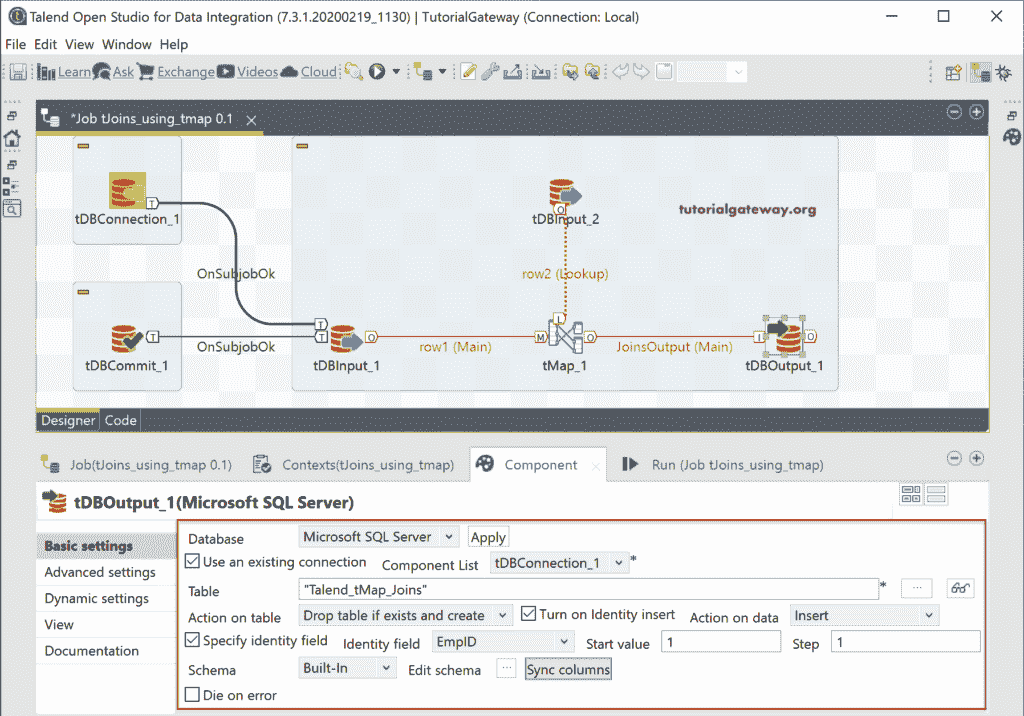 Talend Open Studio for Data Integration (7.3.1.20200219_1130) | TutorialGateway (Connection: Local)
File Edit View Window Help
Learn Ask Exchange Videos Cloud
*Job tJoins_using_tmap 0.1
T
tDBConnection_1
O
tDBInput_2
tutorialgateway.org
OnSubjobOk
row2 (Lookup)
T
T
OnSubjobOk
tDBCommit_1
T
O
tDBInput_1
row1 (Main)
M
I
O
tMap_1
JoinsOutput (Main)
I
O
tDBOutput_1
Designer Code
Job(tJoins_using_tmap 0.1) Contexts(tJoins_using_tmap) Component Run (Job tJoins_using_tmap)
tDBOutput_1(Microsoft SQL Server)
Basic settings
Advanced settings
Dynamic settings
View
Documentation
Database Microsoft SQL Server Apply
Use an existing connection Component List tDBConnection_1 *
Table "Talend_tMap_Joins" * ...
Action on table Drop table if exists and create Turn on Identity insert Action on data Insert
Specify identity field Identity field EmpID Start value 1 Step 1
Schema Built-In Edit schema ... Sync columns
Die on error